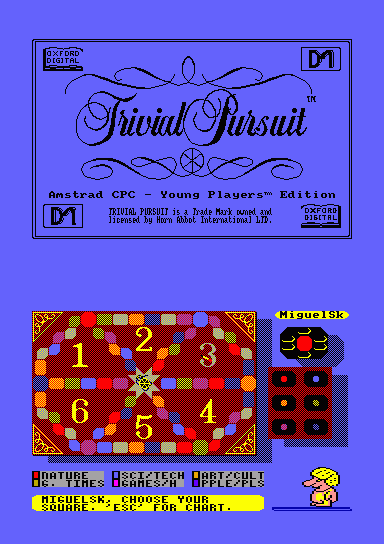 OXFORD
DIGITAL
DM
Trivial Pursuit™
Amstrad CPC - Young Players™ Edition
DM
TRIVIAL PURSUIT is a Trade Mark owned and
licensed by Horn Abbot International LTD.
OXFORD
DIGITAL
MiguelSk
1 2 3
6 5 4
NATURE SCI/TECH ART/CULT
G. TIMES GAMES/H PPLE/PLS
MIGUELSK, CHOOSE YOUR
SQUARE. 'ESC' FOR CHART.